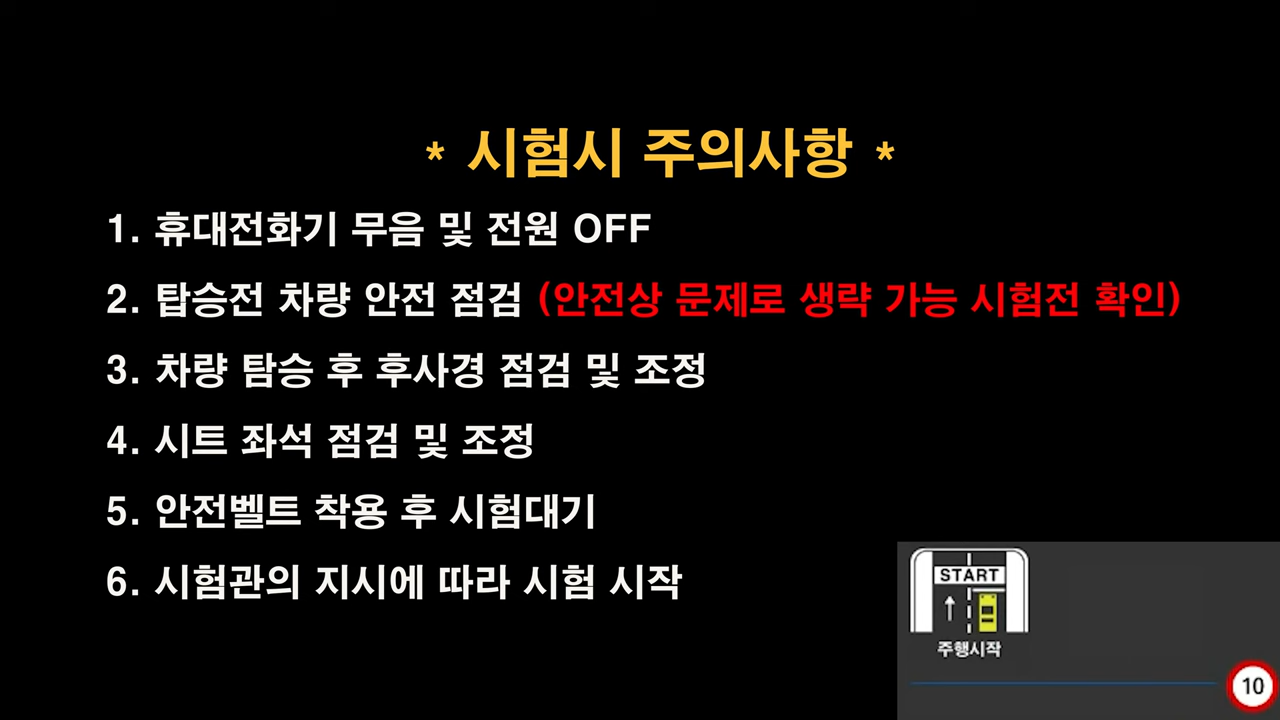 * 시험시 주의사항 *
1. 휴대전화기 무음 및 전원 OFF
2. 탑승전 차량 안전 점검 (안전상 문제로 생략 가능 시험전 확인)
3. 차량 탐승 후 후사경 점검 및 조정
4. 시트 좌석 점검 및 조정
5. 안전벨트 착용 후 시험대기
6. 시험관의 지시에 따라 시험 시작
START
주행시작
10